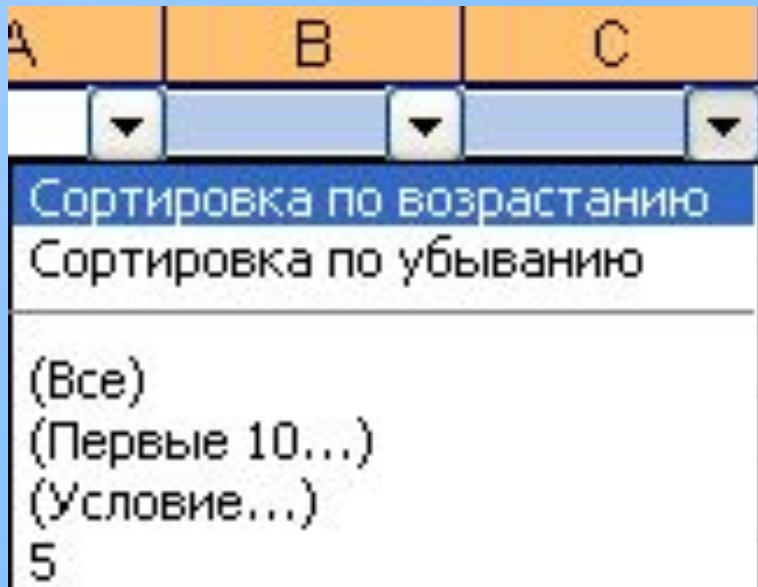 A B C
Сортировка по возрастанию
Сортировка по убыванию
(Все)
(Первые 10...)
(Условие...)
5